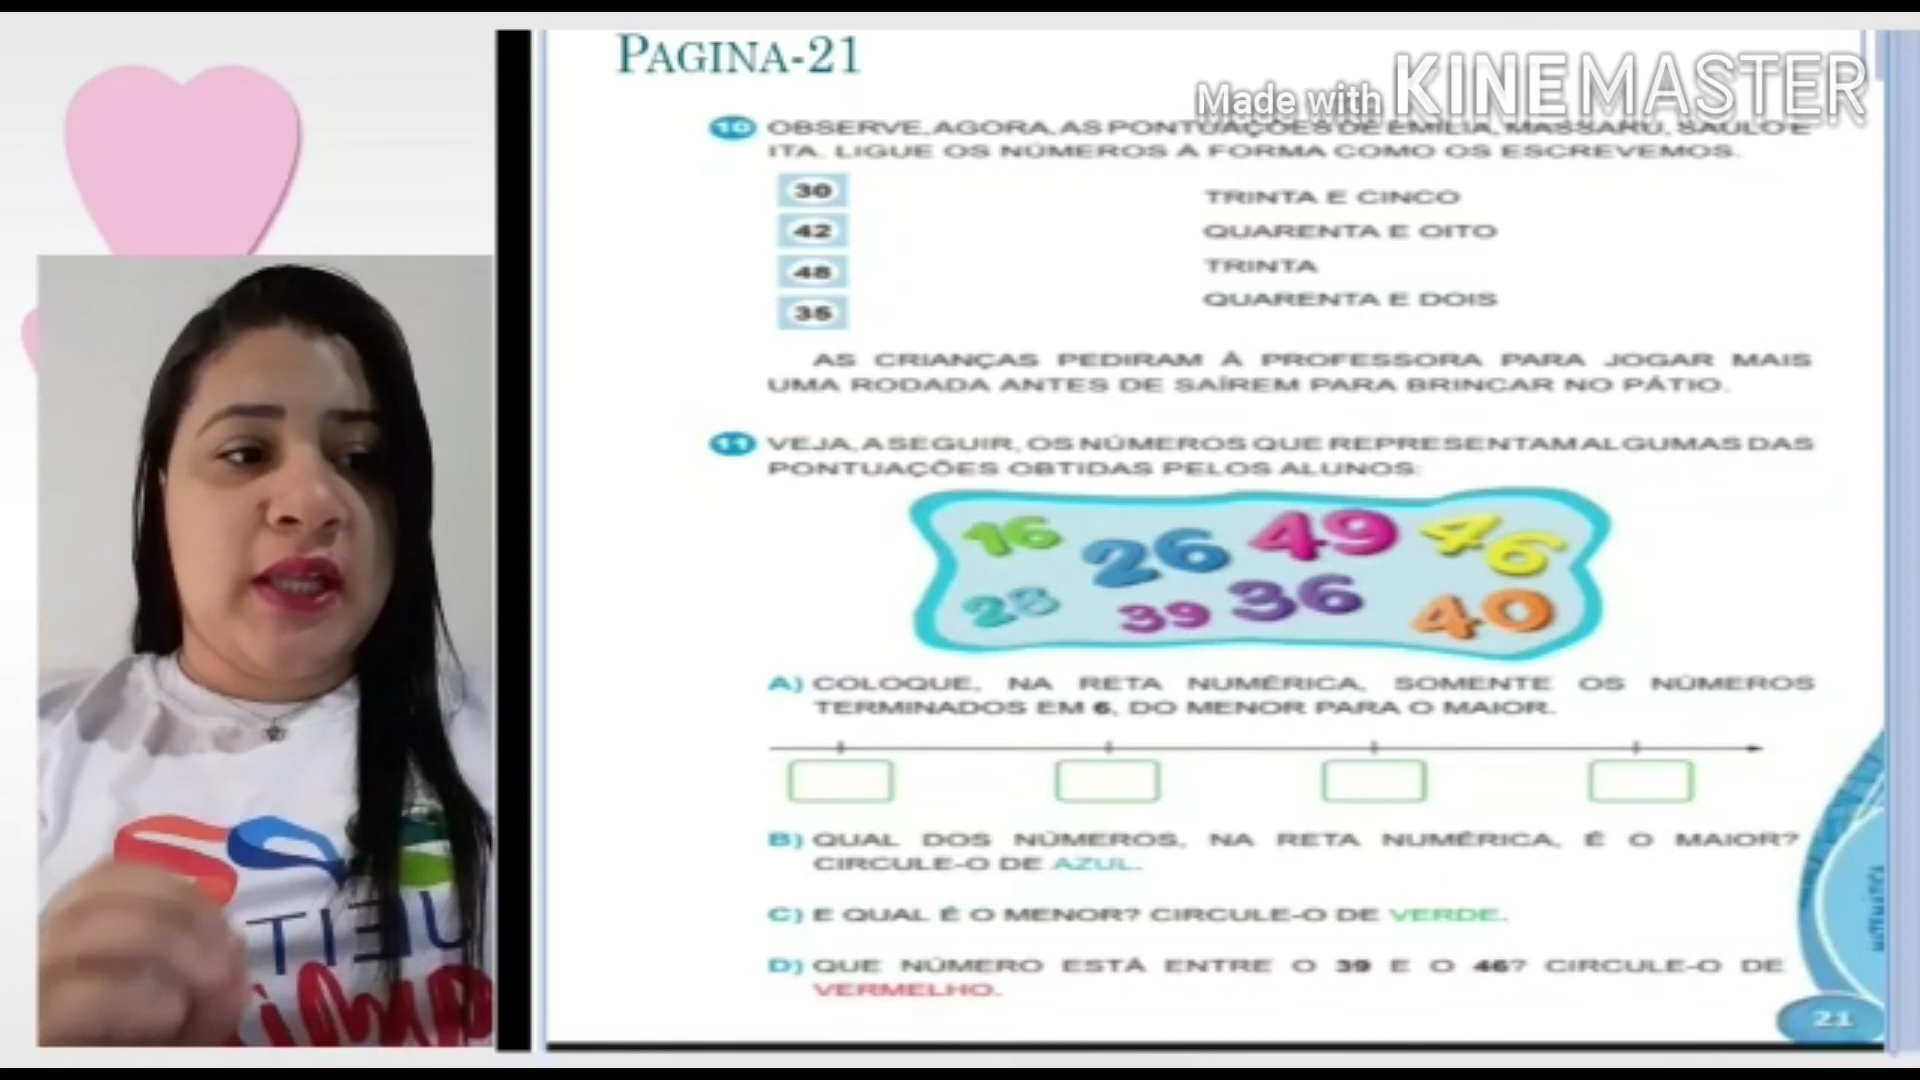 PAGINA-21
Made with KINEMASTER
10 OBSERVE, AGORA, AS PONTUAÇÕES DE EMÍLIA, MASSARU, SAULO E
ITA. LIGUE OS NÚMEROS À FORMA COMO OS ESCREVEMOS.
30
TRINTA E CINCO
42
QUARENTA E OITO
48
TRINTA
35
QUARENTA E DOIS
AS CRIANÇAS PEDIRAM À PROFESSORA PARA JOGAR MAIS
UMA RODADA ANTES DE SAÍREM PARA BRINCAR NO PÁTIO.
11 VEJA, A SEGUIR, OS NÚMEROS QUE REPRESENTAM ALGUMAS DAS
PONTUAÇÕES OBTIDAS PELOS ALUNOS:
16 26 49 46
28 39 36 40
A) COLOQUE, NA RETA NUMÉRICA, SOMENTE OS NÚMEROS
TERMINADOS EM 6, DO MENOR PARA O MAIOR.
B) QUAL DOS NÚMEROS, NA RETA NUMÉRICA, É O MAIOR?
CIRCULE-O DE AZUL.
C) E QUAL É O MENOR? CIRCULE-O DE VERDE.
D) QUE NÚMERO ESTÁ ENTRE O 39 E O 46? CIRCULE-O DE
VERMELHO.
MATEMÁTICA
21